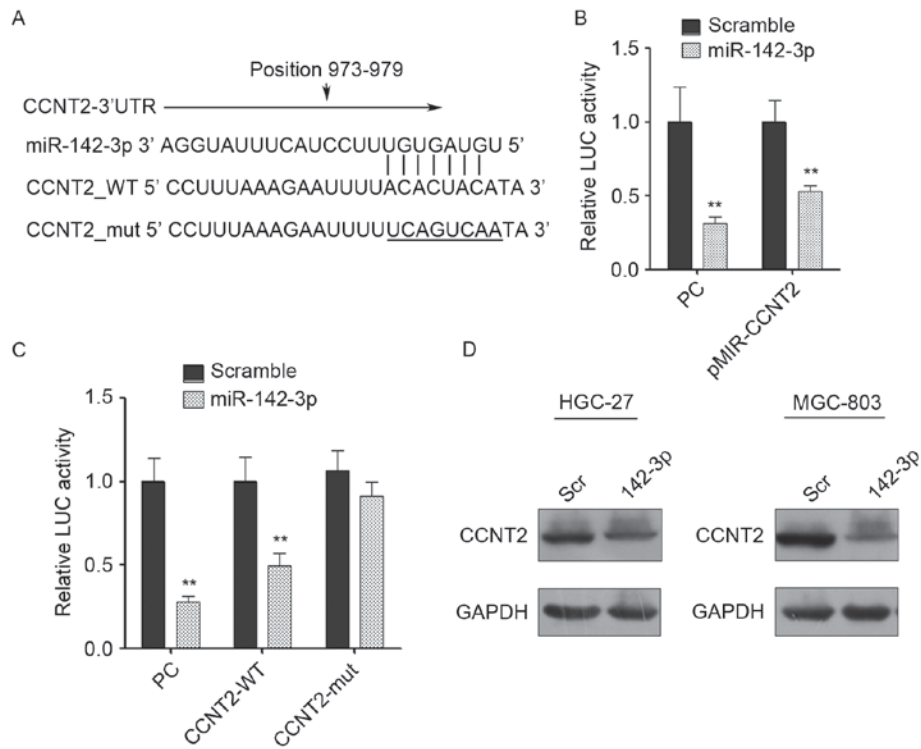 A
Position 973-979
CCNT2-3'UTR
miR-142-3p 3' AGGUAUUUCAUCCUUUGUGAUGU 5'
CCNT2_WT 5' CCUUUAAAGAAUUUUACACUACAUA 3'
CCNT2_mut 5' CCUUUAAAGAAUUUUUCAGUCAATA 3'
B
Scramble
miR-142-3p
Relative LUC activity
1.5
1.0
0.5
0.0
**
**
PC
pMIR-CCNT2
C
Scramble
miR-142-3p
Relative LUC activity
1.5
1.0
0.5
0.0
**
**
PC
CCNT2-WT
CCNT2-mut
D
HGC-27
MGC-803
Scr
142-3p
Scr
142-3p
CCNT2
CCNT2
GAPDH
GAPDH